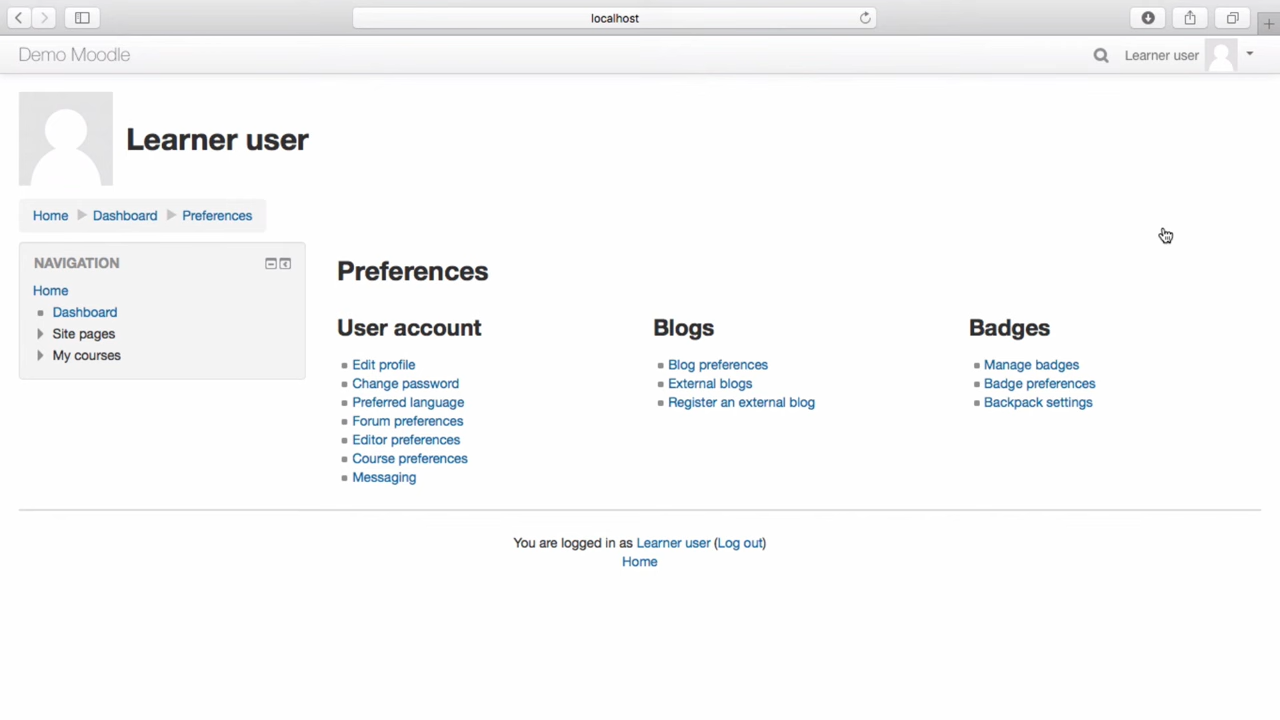 localhost
Demo Moodle
Learner user
Learner user
Home Dashboard Preferences
NAVIGATION
Home
Dashboard
Site pages
My courses
Preferences
User account
Edit profile
Change password
Preferred language
Forum preferences
Editor preferences
Course preferences
Messaging
Blogs
Blog preferences
External blogs
Register an external blog
Badges
Manage badges
Badge preferences
Backpack settings
You are logged in as Learner user (Log out)
Home